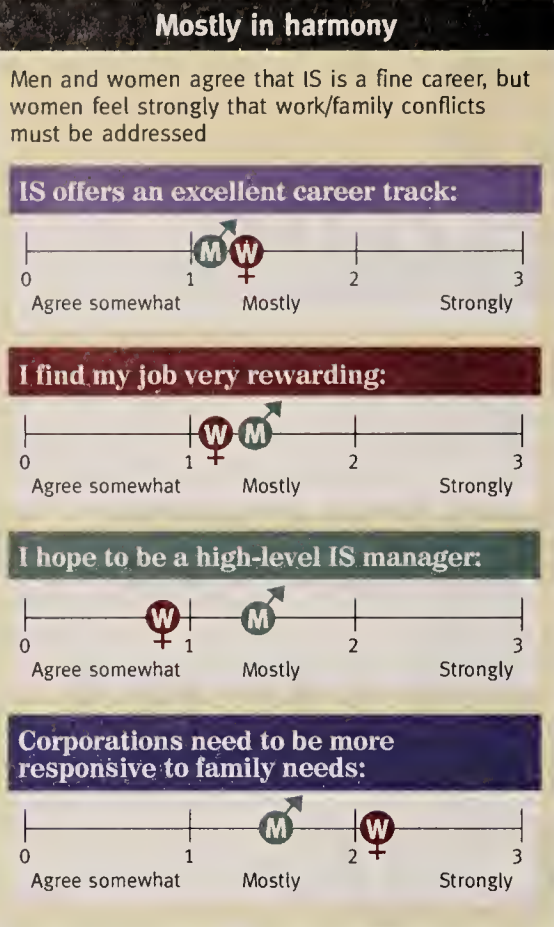 Mostly in harmony
Men and women agree that IS is a fine career, but
women feel strongly that work/family conflicts
must be addressed
IS offers an excellent career track:
M W
0 1 2 3
Agree somewhat Mostly Strongly
I find my job very rewarding:
W M
0 1 2 3
Agree somewhat Mostly Strongly
I hope to be a high-level IS manager:
W M
0 1 2 3
Agree somewhat Mostly Strongly
Corporations need to be more
responsive to family needs:
M W
0 1 2 3
Agree somewhat Mostly Strongly